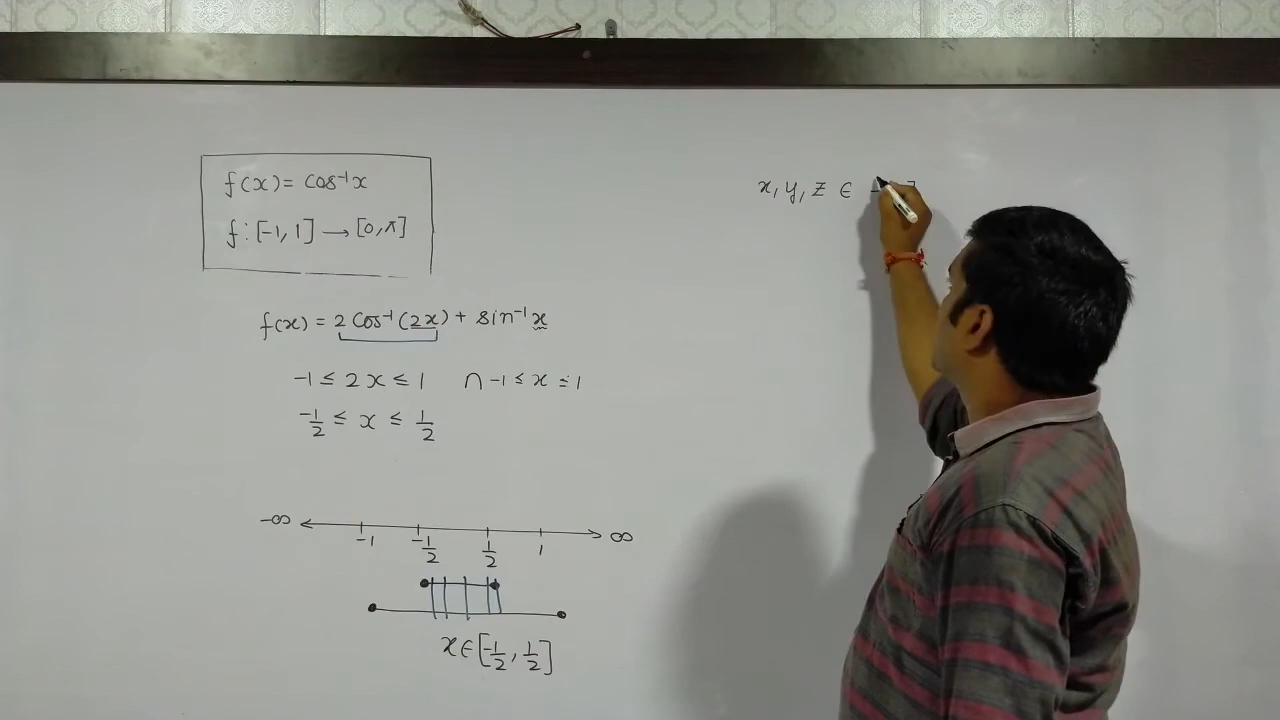 f(x) = cos⁻¹x
f : [-1, 1] → [0, π]
f(x) = 2 cos⁻¹(2x) + sin⁻¹x
-1 ≤ 2x ≤ 1 ∩ -1 ≤ x ≤ 1
-1/2 ≤ x ≤ 1/2
-∞ -1 -1/2 1/2 1 ∞
x ∈ [-1/2, 1/2]
x, y, z ∈